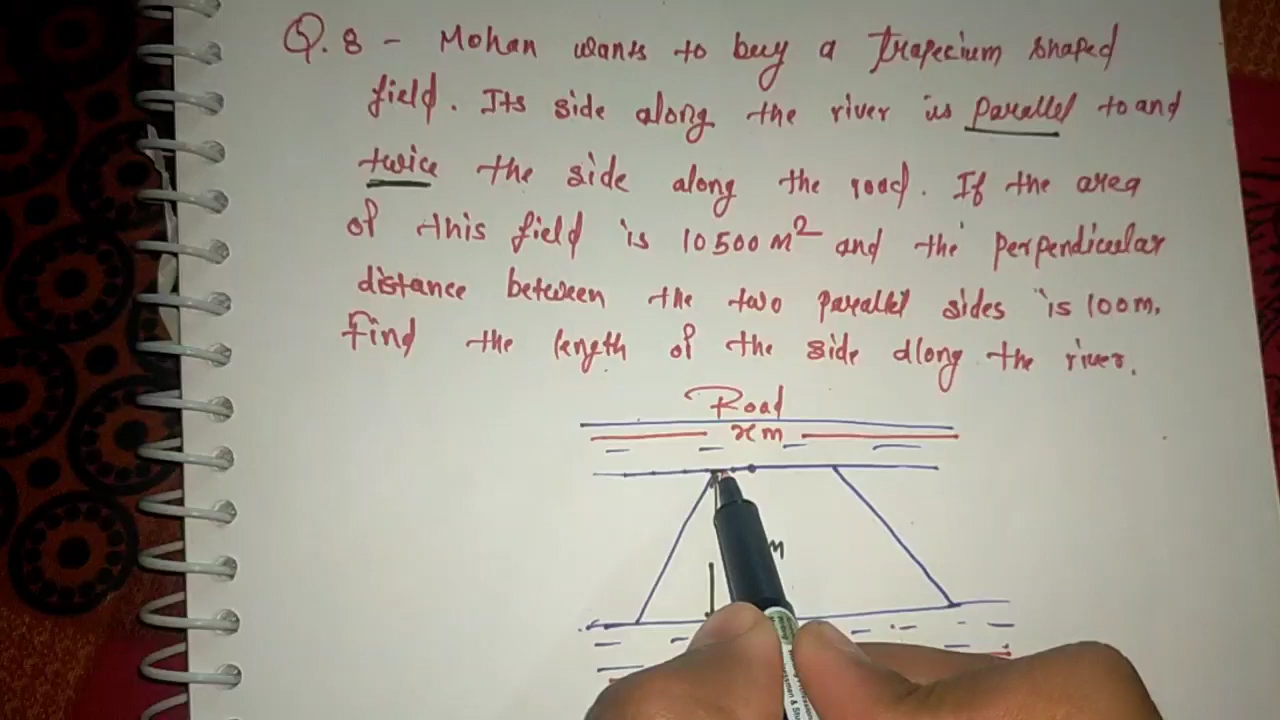 Q.8 - Mohan wants to buy a trapezium shaped
field. Its side along the river is parallel to and
twice the side along the road. If the area
of this field is 10500 m² and the perpendicular
distance between the two parallel sides is 100m.
Find the length of the side along the river.
Road
x m
m